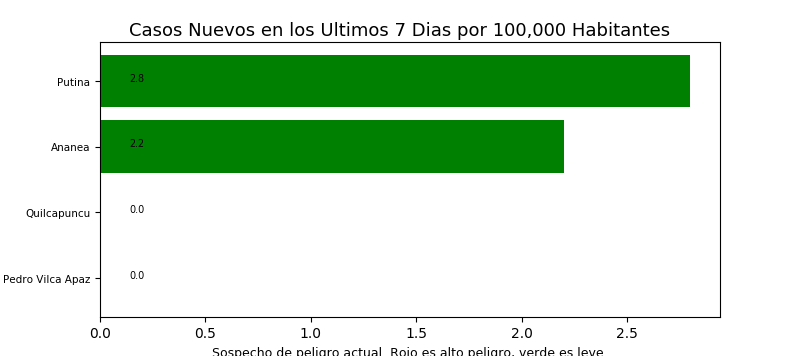 Casos Nuevos en los Ultimos 7 Dias por 100,000 Habitantes
Putina
2.8
Ananea
2.2
Quilcapuncu
0.0
Pedro Vilca Apaz
0.0
0.0 0.5 1.0 1.5 2.0 2.5
Sospecho de peligro actual. Rojo es alto peligro, verde es leve